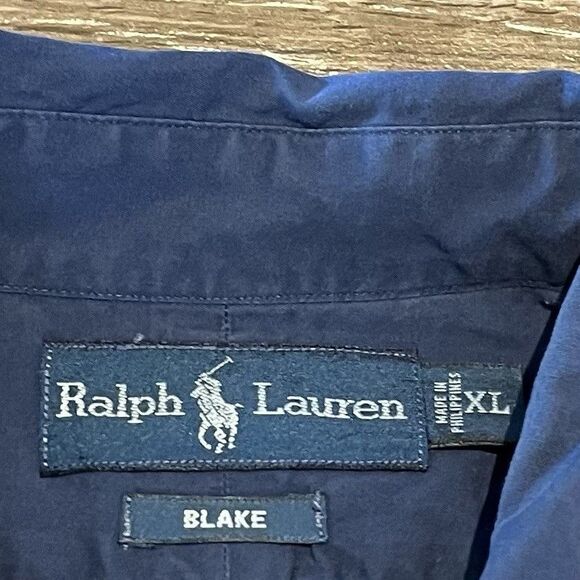 Ralph Lauren
MADE IN
PHILIPPINES
XL
BLAKE